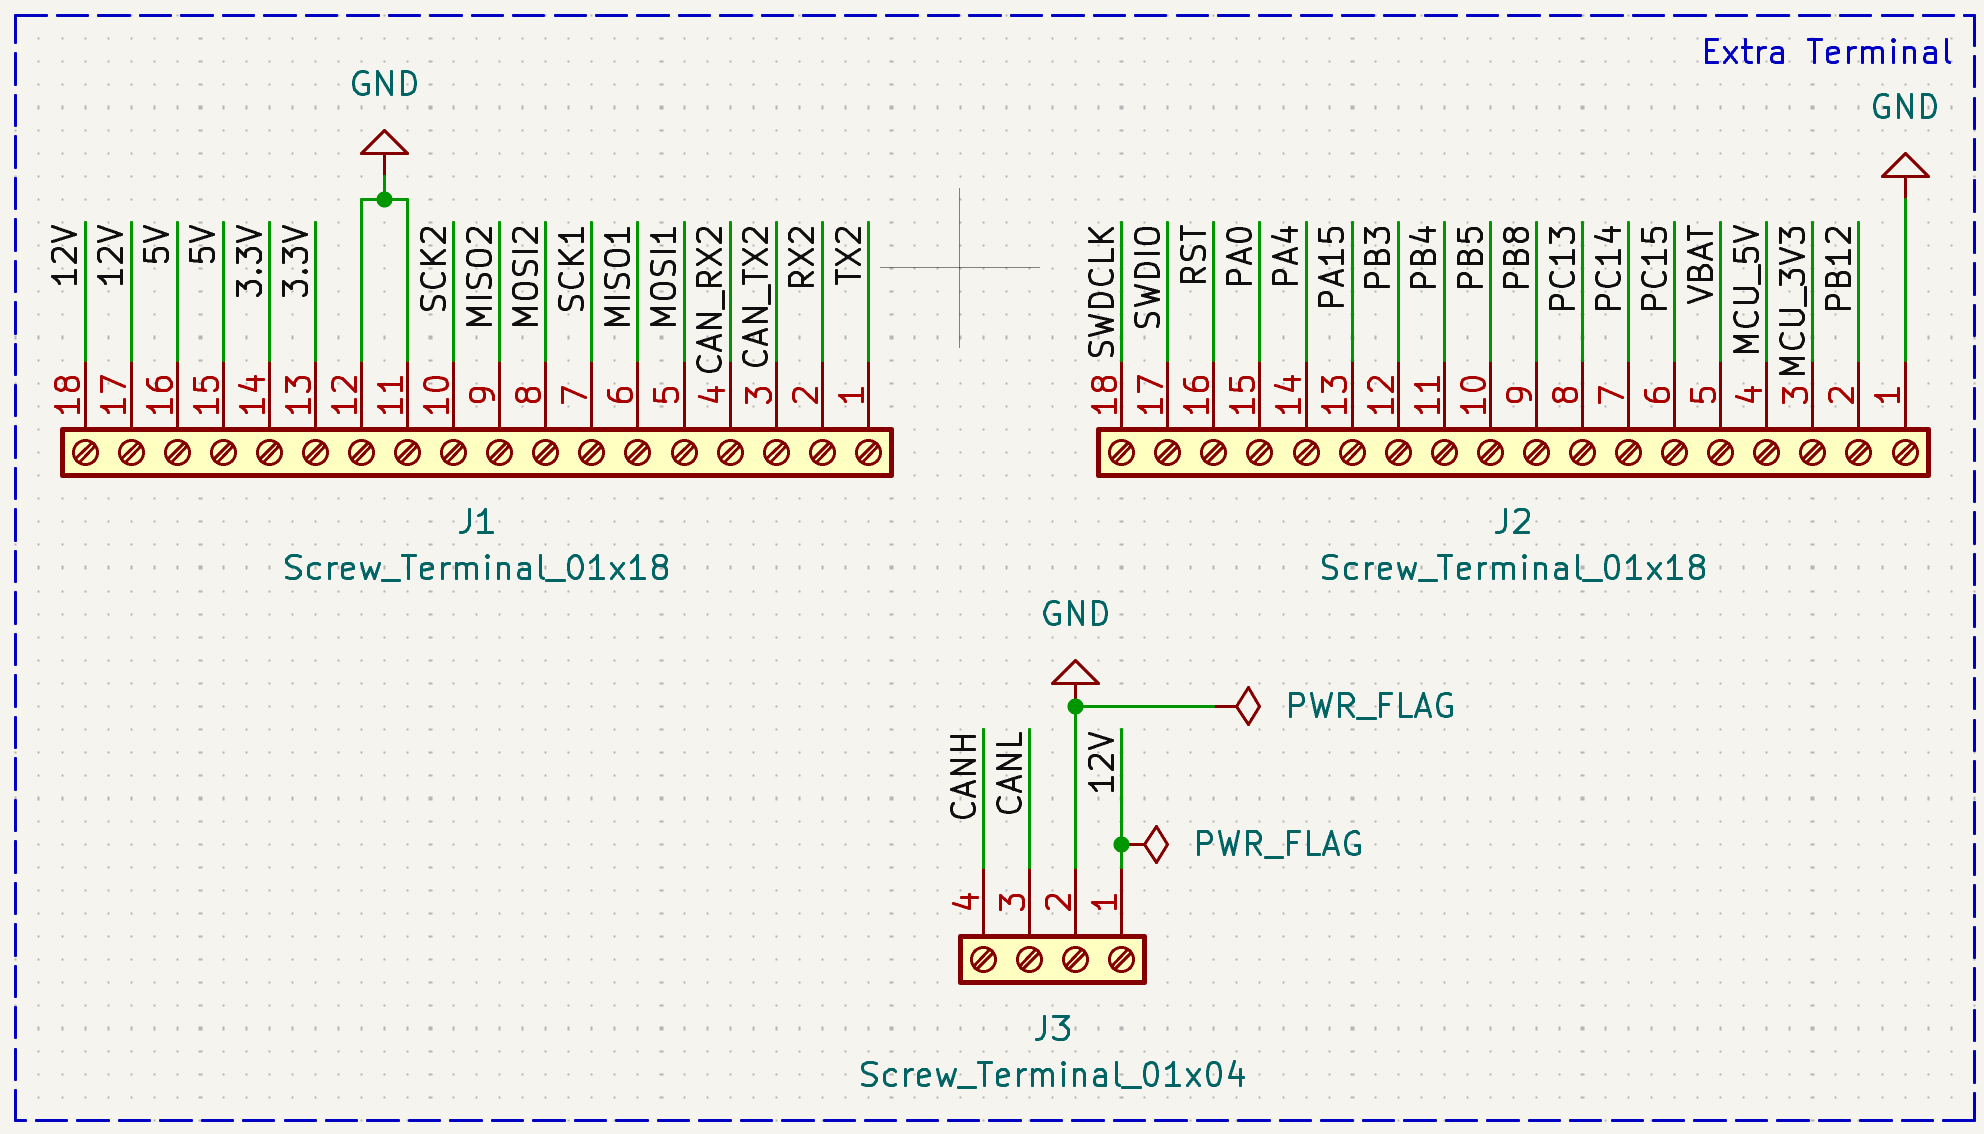 Extra Terminal
GND
GND
12V
12V
5V
5V
3.3V
3.3V
SCK2
MISO2
MOSI2
SCK1
MISO1
MOSI1
CAN_RX2
CAN_TX2
RX2
TX2
18
17
16
15
14
13
12
11
10
9
8
7
6
5
4
3
2
1
J1
Screw_Terminal_01x18
SWDCLK
SWDIO
RST
PA0
PA4
PA15
PB3
PB4
PB5
PB8
PC13
PC14
PC15
VBAT
MCU_5V
MCU_3V3
PB12
18
17
16
15
14
13
12
11
10
9
8
7
6
5
4
3
2
1
J2
Screw_Terminal_01x18
GND
PWR_FLAG
CANH
CANL
12V
PWR_FLAG
4
3
2
1
J3
Screw_Terminal_01x04